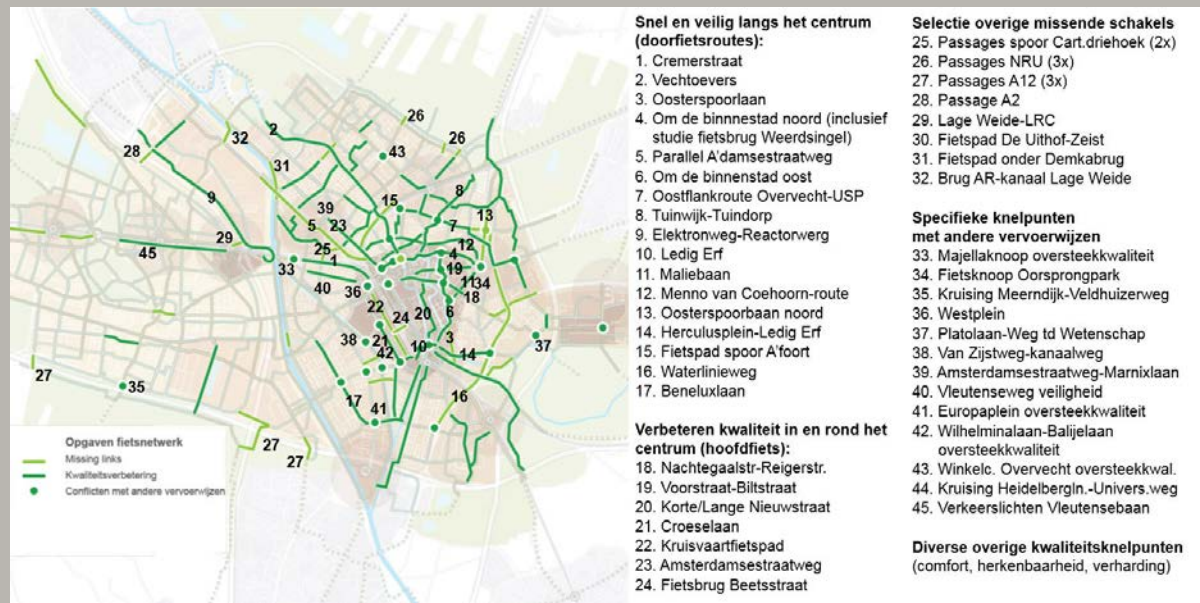 26
32
2
28
43
26
31
8
39
15
9
23
13
5
7
25
12
29
1
4
45
33
19
11
34
40
36
18
22
20
6
24
38
21
3
37
10
14
42
27
35
17
16
41
27
27
Opgaven fietsnetwerk
Missing links
Kwaliteitsverbetering
Conflicten met andere vervoerwijzen
Snel en veilig langs het centrum
(doorfietsroutes):
1. Cremerstraat
2. Vechtoevers
3. Oosterspoorlaan
4. Om de binnnestad noord (inclusief
studie fietsbrug Weerdsingel)
5. Parallel A'damsestraatweg
6. Om de binnenstad oost
7. Oostflankroute Overvecht-USP
8. Tuinwijk-Tuindorp
9. Elektronweg-Reactorwerg
10. Ledig Erf
11. Maliebaan
12. Menno van Coehoorn-route
13. Oosterspoorbaan noord
14. Herculusplein-Ledig Erf
15. Fietspad spoor A'foort
16. Waterlinieweg
17. Beneluxlaan
Verbeteren kwaliteit in en rond het
centrum (hoofdfiets):
18. Nachtegaalstr-Reigerstr.
19. Voorstraat-Biltstraat
20. Korte/Lange Nieuwstraat
21. Croeselaan
22. Kruisvaartfietspad
23. Amsterdamsestraatweg
24. Fietsbrug Beetsstraat
Selectie overige missende schakels
25. Passages spoor Cart.driehoek (2x)
26. Passages NRU (3x)
27. Passages A12 (3x)
28. Passage A2
29. Lage Weide-LRC
30. Fietspad De Uithof-Zeist
31. Fietspad onder Demkabrug
32. Brug AR-kanaal Lage Weide
Specifieke knelpunten
met andere vervoerwijzen
33. Majellaknoop oversteekkwaliteit
34. Fietsknoop Oorsprongpark
35. Kruising Meerndijk-Veldhuizerweg
36. Westplein
37. Platolaan-Weg td Wetenschap
38. Van Zijstweg-kanaalweg
39. Amsterdamsestraatweg-Marnixlaan
40. Vleutenseweg veiligheid
41. Europaplein oversteekkwaliteit
42. Wilhelminalaan-Balijelaan
oversteekkwaliteit
43. Winkelc. Overvecht oversteekkwal.
44. Kruising Heidelbergln.-Univers.weg
45. Verkeerslichten Vleutensebaan
Diverse overige kwaliteitsknelpunten
(comfort, herkenbaarheid, verharding)